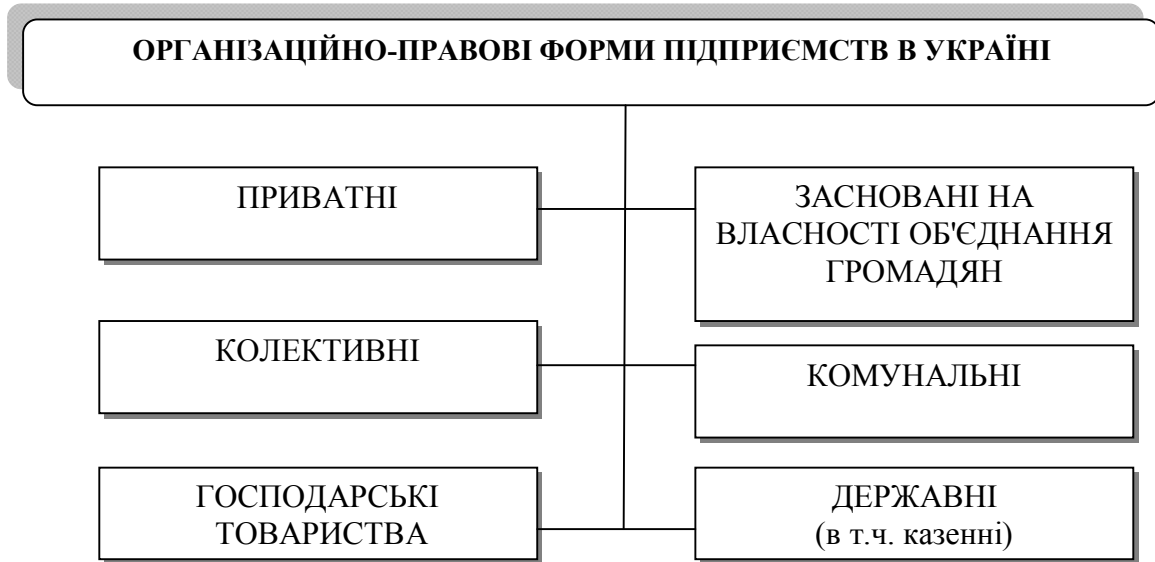 ОРГАНІЗАЦІЙНО-ПРАВОВІ ФОРМИ ПІДПРИЄМСТВ В УКРАЇНІ
ПРИВАТНІ
ЗАСНОВАНІ НА
ВЛАСНОСТІ ОБ'ЄДНАННЯ
ГРОМАДЯН
КОЛЕКТИВНІ
КОМУНАЛЬНІ
ГОСПОДАРСЬКІ
ТОВАРИСТВА
ДЕРЖАВНІ
(в т.ч. казенні)